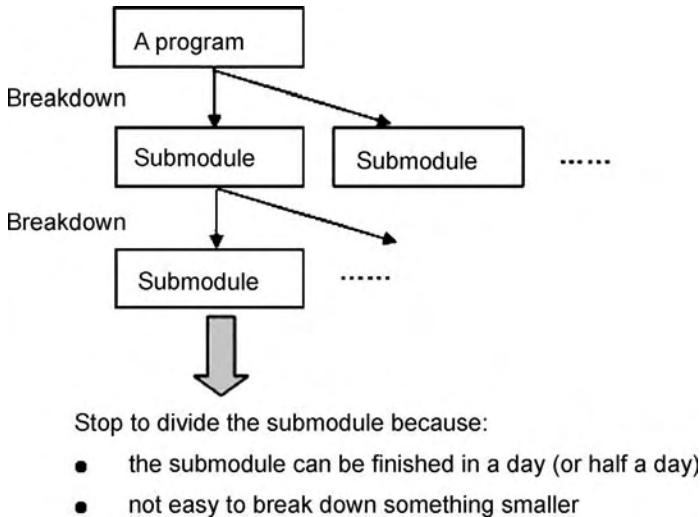 A program
Breakdown
Submodule
Submodule
......
Breakdown
Submodule
......
Stop to divide the submodule because:
● the submodule can be finished in a day (or half a day)
● not easy to break down something smaller